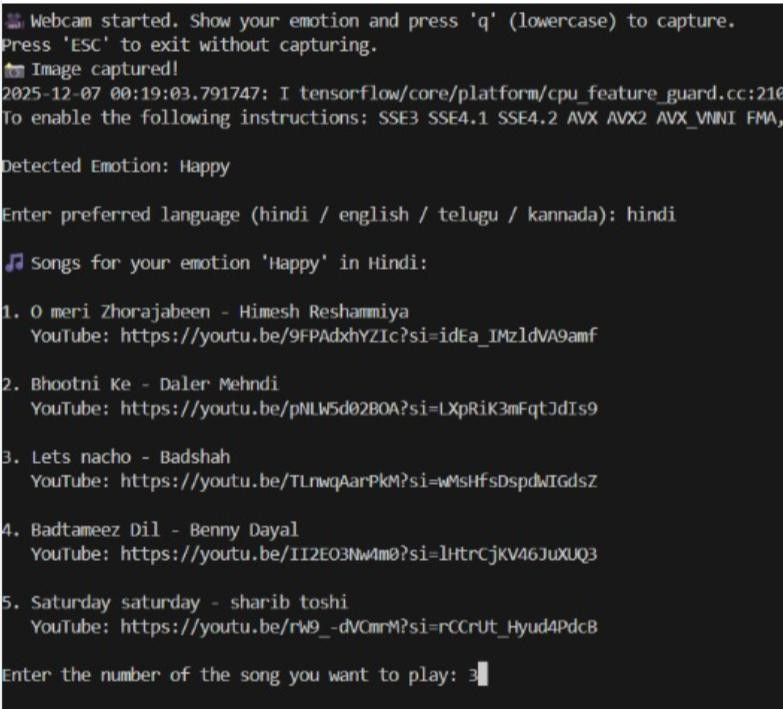 🎥 Webcam started. Show your emotion and press 'q' (lowercase) to capture.
Press 'ESC' to exit without capturing.
📸 Image captured!
2025-12-07 00:19:03.791747: I tensorflow/core/platform/cpu_feature_guard.cc:210
To enable the following instructions: SSE3 SSE4.1 SSE4.2 AVX AVX2 AVX_VNNI FMA,
Detected Emotion: Happy
Enter preferred language (hindi / english / telugu / kannada): hindi
🎵 Songs for your emotion 'Happy' in Hindi:
1. O meri Zhorajabeen - Himesh Reshammiya
YouTube: https://youtu.be/9FPAdxhYZIc?si=idEa_IMzldVA9amf
2. Bhootni Ke - Daler Mehndi
YouTube: https://youtu.be/pNLW5d02BOA?si=LXpRiK3mFqtJdIs9
3. Lets nacho - Badshah
YouTube: https://youtu.be/TLnwqAarPkM?si=wMsHfsDspdWIGdsZ
4. Badtameez Dil - Benny Dayal
YouTube: https://youtu.be/II2EO3Nw4m0?si=lHtrCjKV46JuXUQ3
5. Saturday saturday - sharib toshi
YouTube: https://youtu.be/rW9_-dVCmrM?si=rCCrUt_Hyud4PdcB
Enter the number of the song you want to play: 3